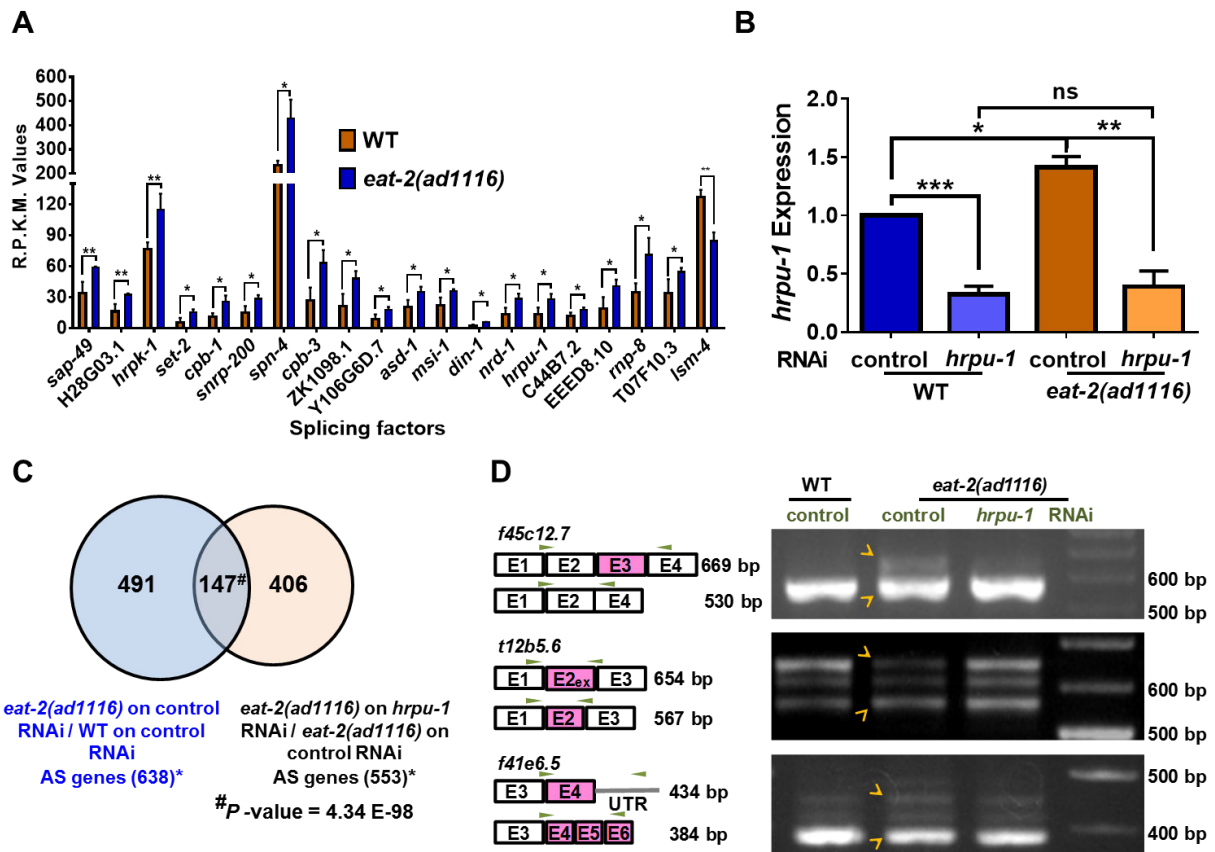 A
R.P.K.M. Values
600
500
400
300
200
120
90
60
30
0
WT
eat-2(ad1116)
** ** ** * * * * * * * * * * * * * * * * **
sap-49
H28G03.1
hrpk-1
set-2
cpb-1
snrp-200
spn-4
cpb-3
ZK1098.1
Y106G6D.7
asd-1
msi-1
din-1
nrd-1
hrpu-1
C44B7.2
EEED8.10
rnp-8
T07F10.3
lsm-4
Splicing factors
B
hrpu-1 Expression
2.0
1.5
1.0
0.5
0.0
ns
* **
***
RNAi control hrpu-1 control hrpu-1
WT eat-2(ad1116)
C
491 147# 406
eat-2(ad1116) on control
RNAi / WT on control
RNAi
AS genes (638)*
eat-2(ad1116) on hrpu-1
RNAi/ eat-2(ad1116) on
control RNAi
AS genes (553)*
#P -value = 4.34 E-98
D
WT eat-2(ad1116)
control control hrpu-1 RNAi
f45c12.7
E1 E2 E3 E4 669 bp
E1 E2 E4 530 bp
600 bp
500 bp
t12b5.6
E1 E2ex E3 654 bp
E1 E2 E3 567 bp
600 bp
500 bp
f41e6.5
E3 E4 UTR 434 bp
E3 E4 E5 E6 384 bp
500 bp
400 bp